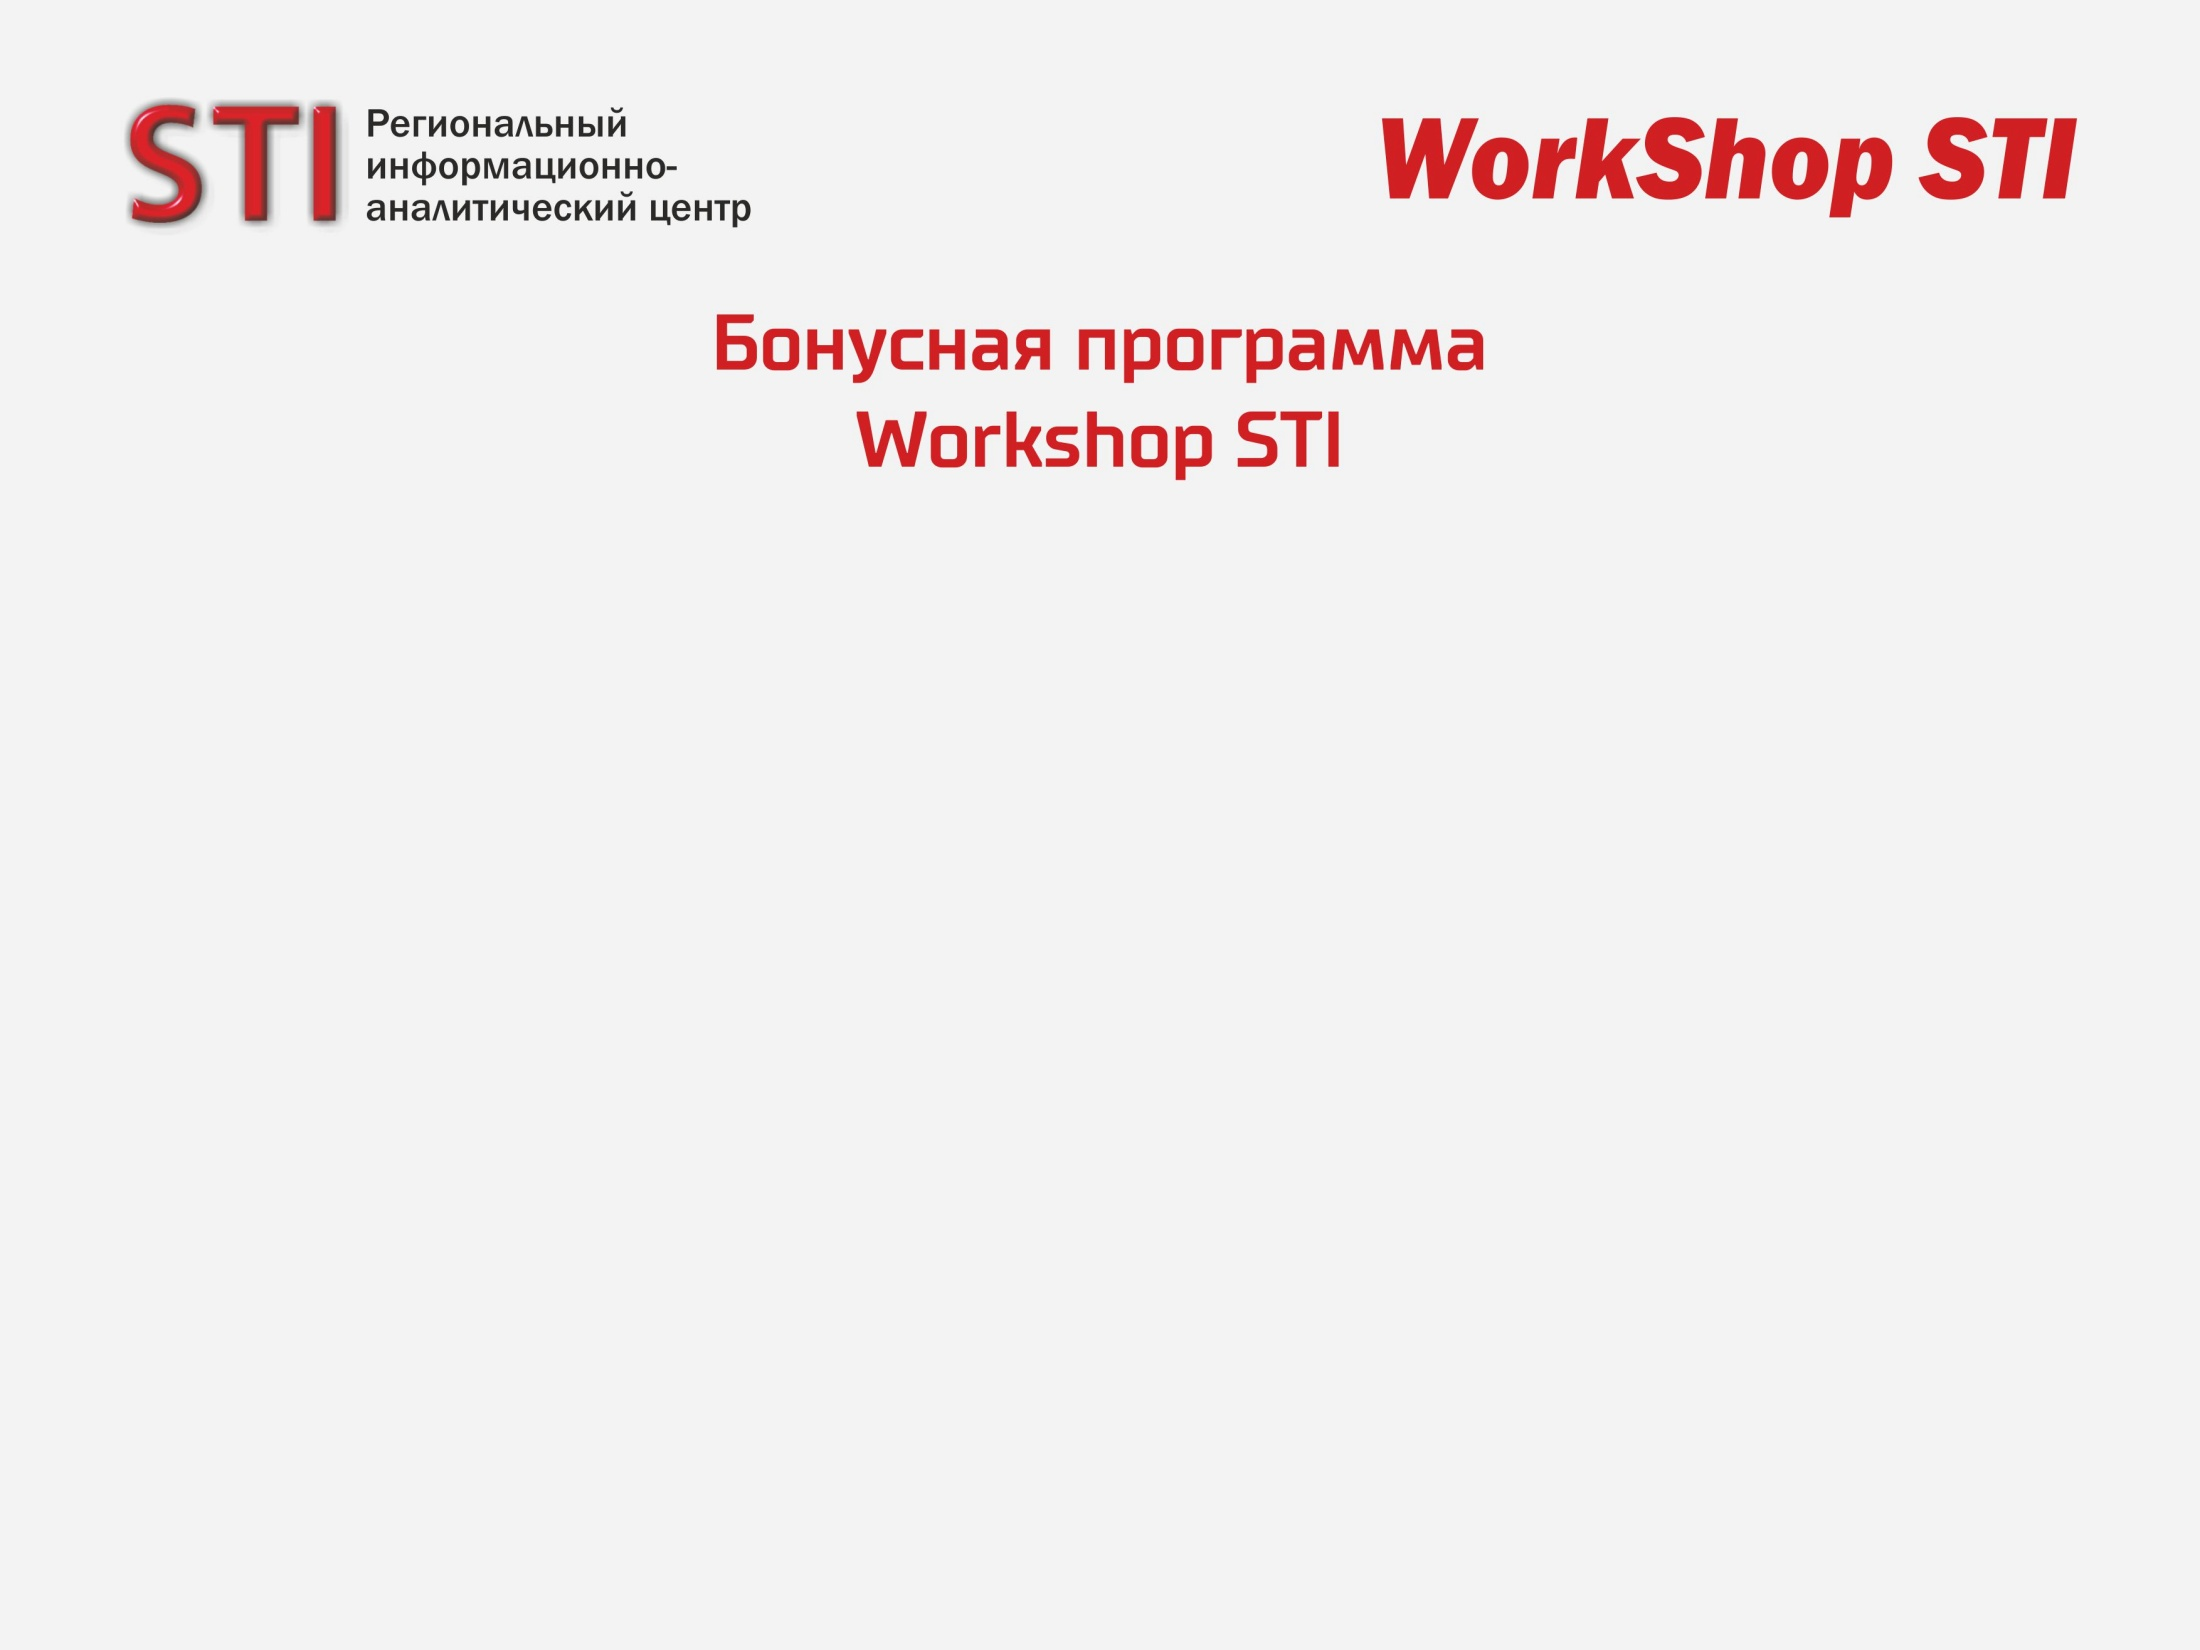 STI
Региональный
информационно-
аналитический центр
WorkShop STI
Бонусная программа
Workshop STI